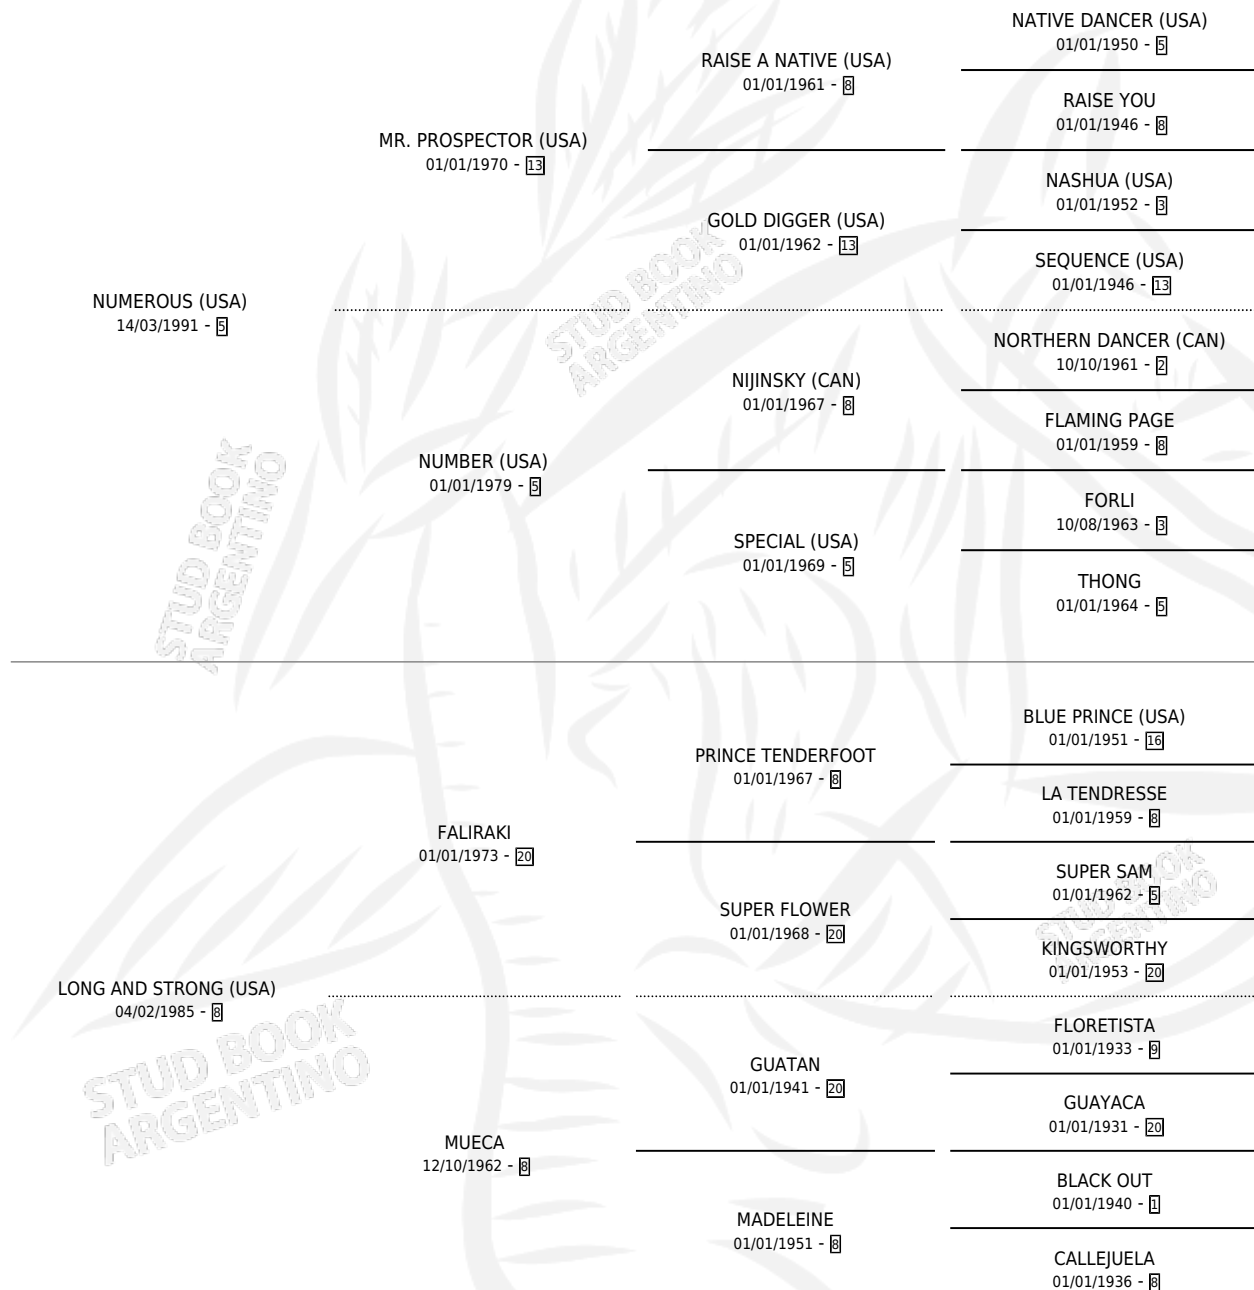 NATIVE DANCER (USA)
01/01/1950 - 5
RAISE A NATIVE (USA)
01/01/1961 - 8
RAISE YOU
01/01/1946 - 8
MR. PROSPECTOR (USA)
01/01/1970 - 13
NASHUA (USA)
01/01/1952 - 3
GOLD DIGGER (USA)
01/01/1962 - 13
SEQUENCE (USA)
01/01/1946 - 13
NUMEROUS (USA)
14/03/1991 - 5
STUD BOOK
ARGENTINO
NORTHERN DANCER (CAN)
10/10/1961 - 2
NIJINSKY (CAN)
01/01/1967 - 8
FLAMING PAGE
01/01/1959 - 8
NUMBER (USA)
01/01/1979 - 5
FORLI
10/08/1963 - 3
SPECIAL (USA)
01/01/1969 - 5
THONG
01/01/1964 - 5
STUD BOOK
ARGENTINO
BLUE PRINCE (USA)
01/01/1951 - 16
PRINCE TENDERFOOT
01/01/1967 - 8
LA TENDRESSE
01/01/1959 - 8
FALIRAKI
01/01/1973 - 20
SUPER SAM
01/01/1962 - 5
SUPER FLOWER
01/01/1968 - 20
STUD BOOK
ARGENTINO
KINGSWORTHY
01/01/1953 - 20
LONG AND STRONG (USA)
04/02/1985 - 8
FLORETISTA
01/01/1933 - 9
GUATAN
01/01/1941 - 20
STUD BOOK
ARGENTINO
GUAYACA
01/01/1931 - 20
MUECA
12/10/1962 - 8
BLACK OUT
01/01/1940 - 1
MADELEINE
01/01/1951 - 8
CALLEJUELA
01/01/1936 - 8